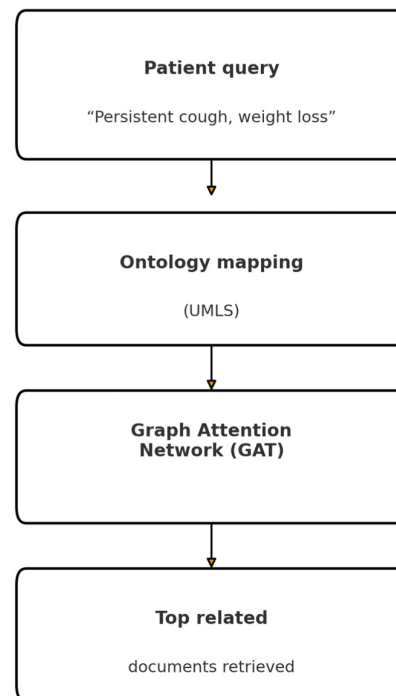 Patient query
“Persistent cough, weight loss”
Ontology mapping
(UMLS)
Graph Attention
Network (GAT)
Top related
documents retrieved